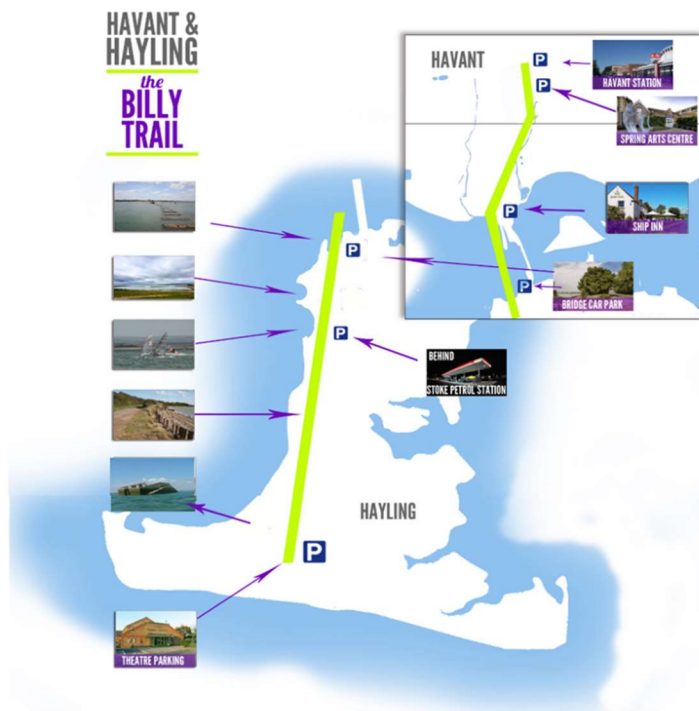 HAVANT &
HAYLING
the
BILLY
TRAIL
HAVANT
P
HAVANT STATION
P
SPRING ARTS CENTRE
P
SHIP INN
P
BRIDGE CAR PARK
P
P
BEHIND
STOKE PETROL STATION
HAYLING
P
THEATRE PARKING